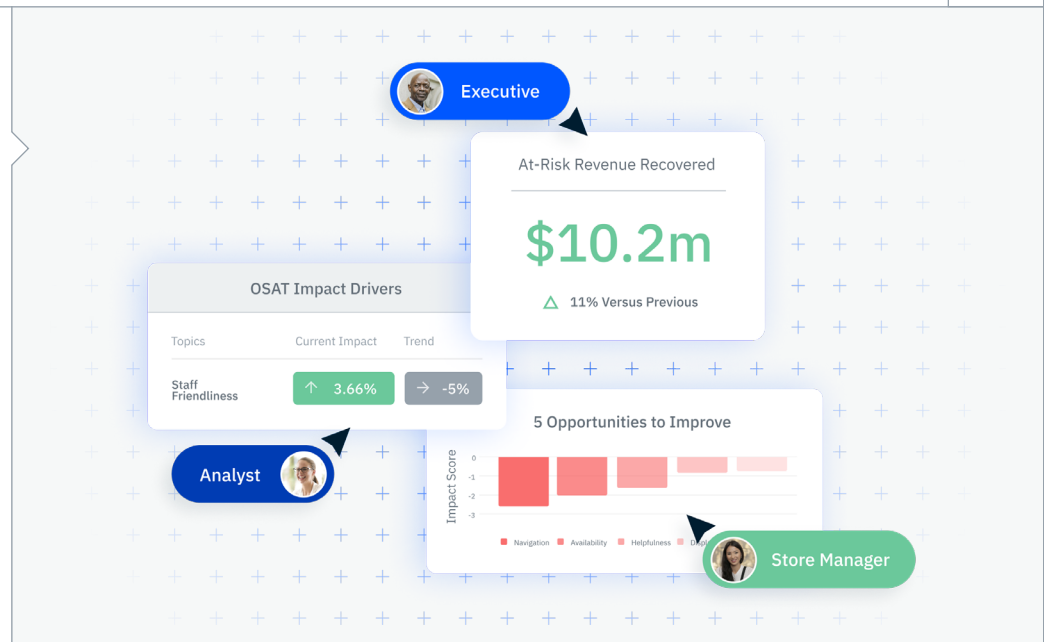 Executive
At-Risk Revenue Recovered
$10.2m
11% Versus Previous
OSAT Impact Drivers
Topics Current Impact Trend
Staff
Friendliness
3.66%
-5%
Analyst
5 Opportunities to Improve
Impact Score
0
-1
-2
-3
Navigation Availability Helpfulness
Store Manager